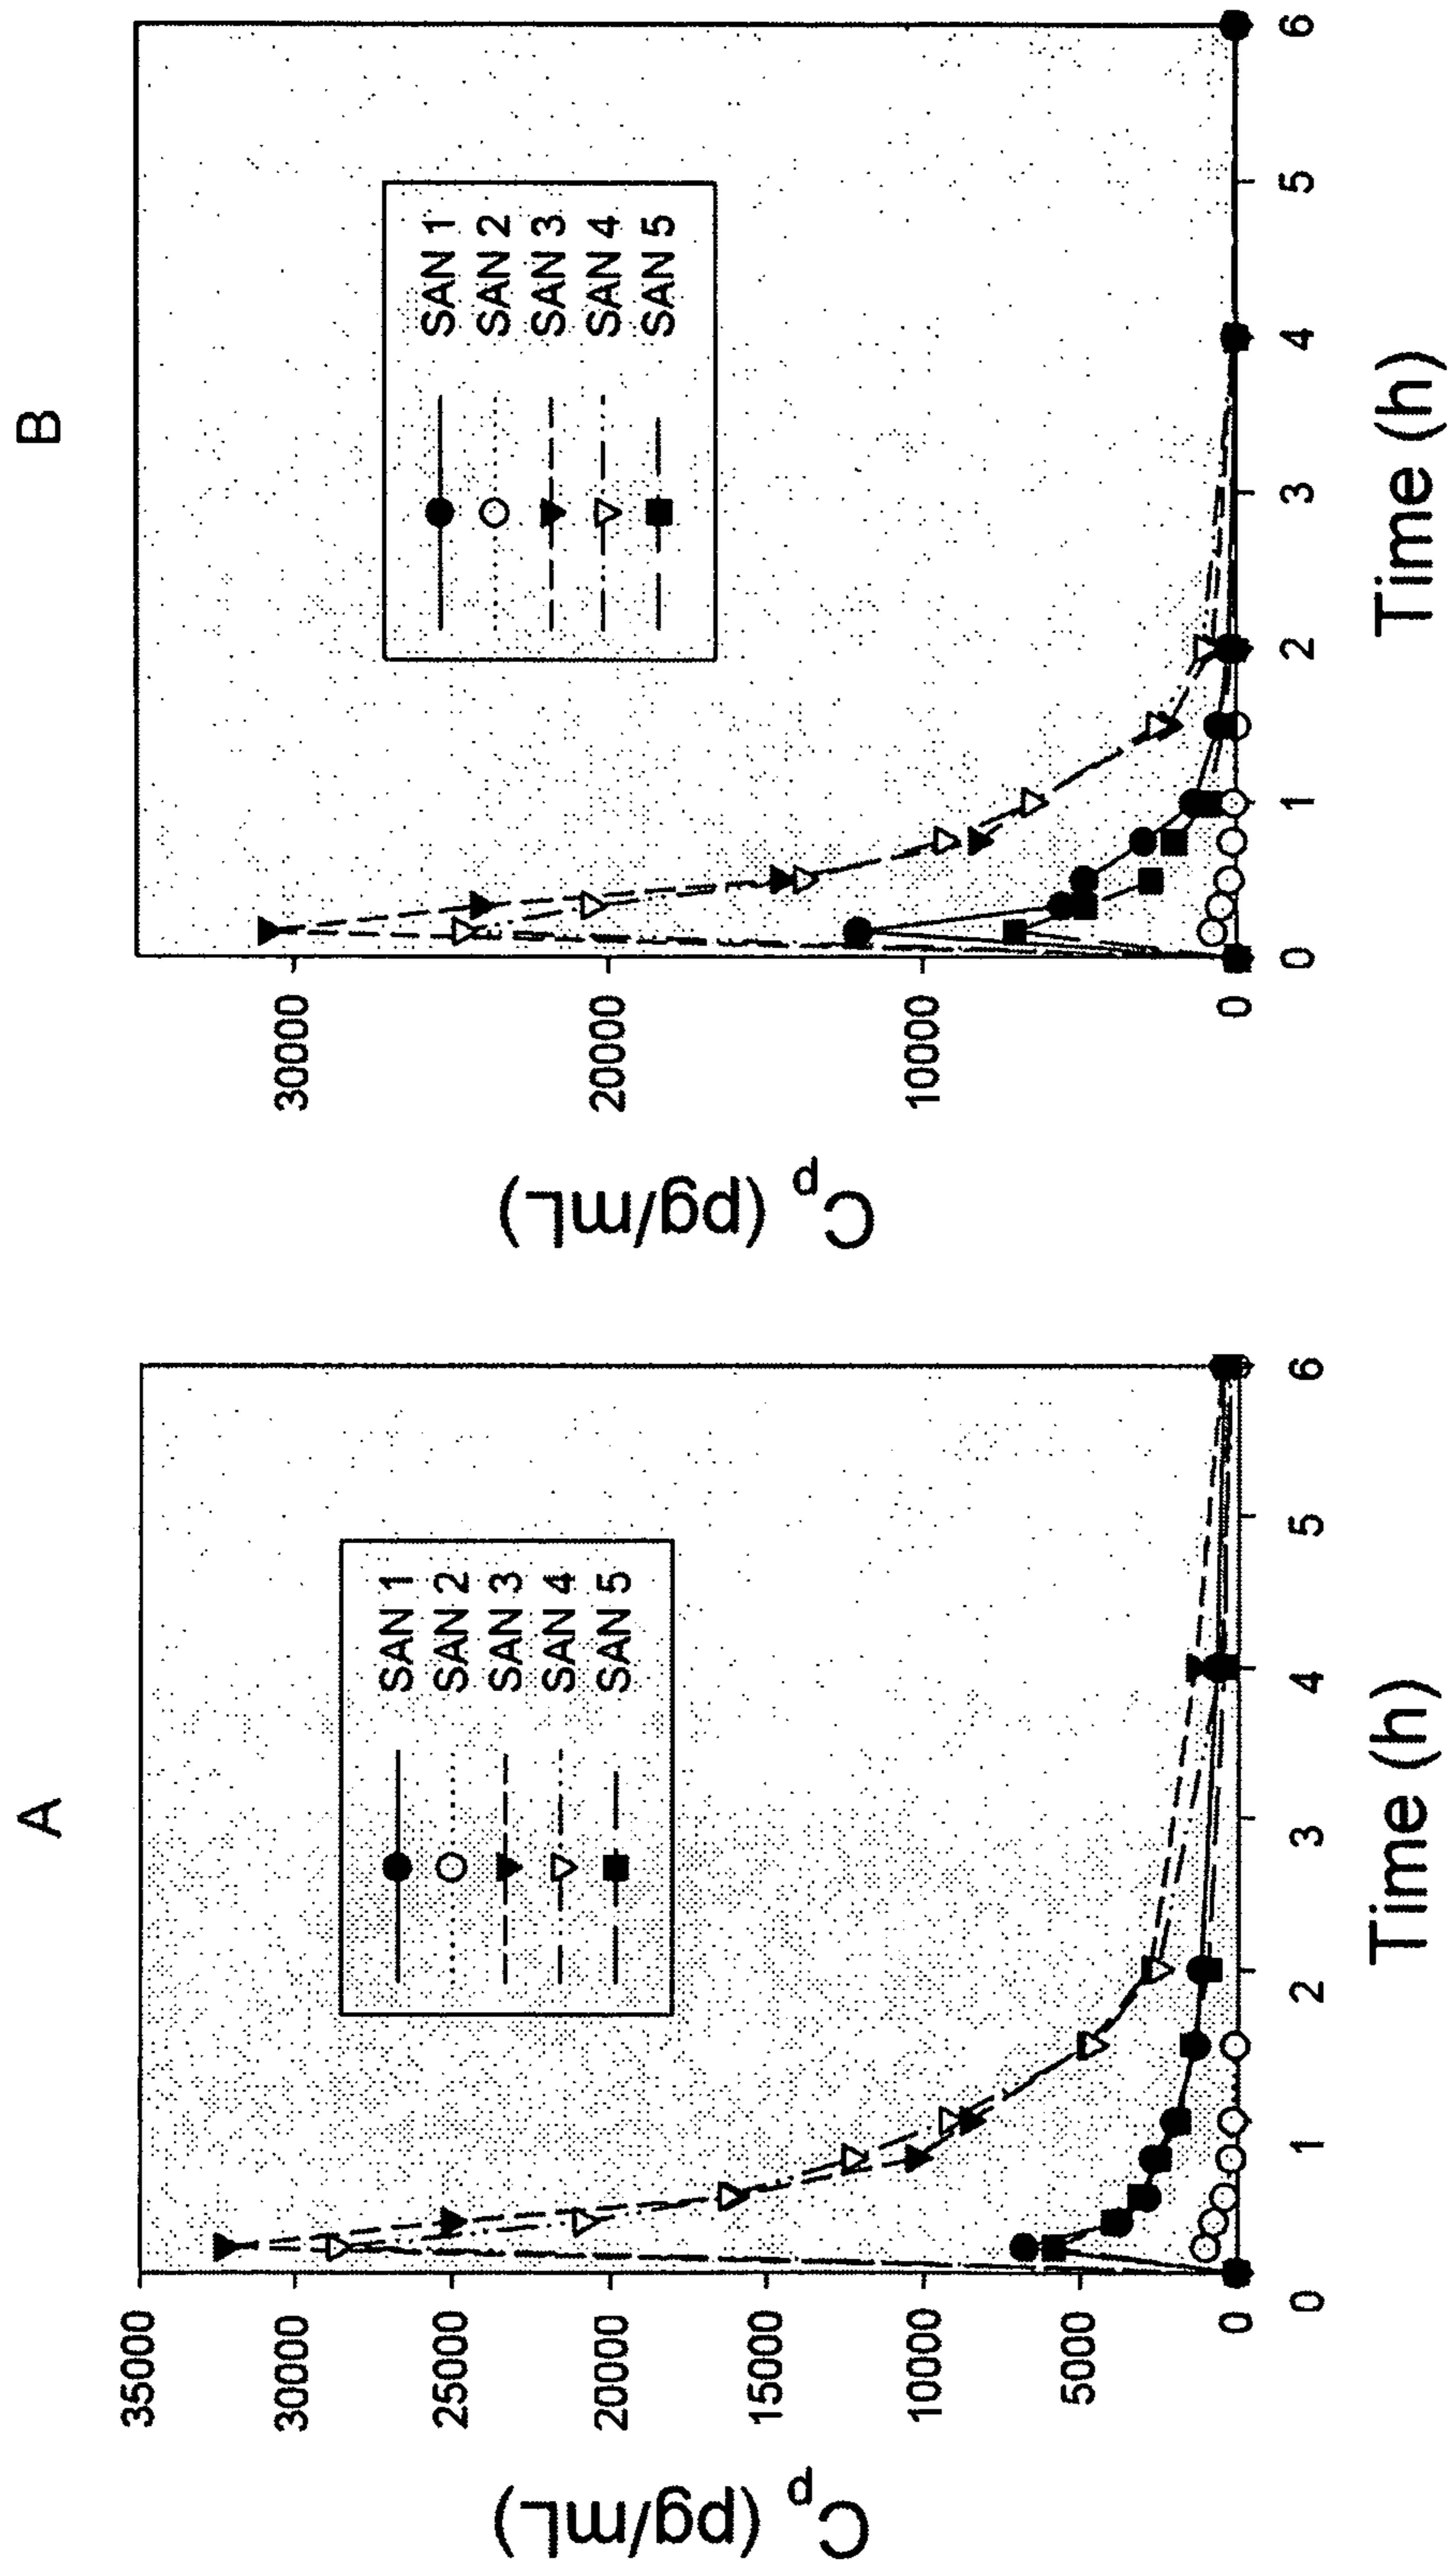 A
Cp (pg/mL)
35000
30000
25000
20000
15000
10000
5000
0
SAN 1
SAN 2
SAN 3
SAN 4
SAN 5
0 1 2 3 4 5 6
Time (h)
B
Cp (pg/mL)
30000
20000
10000
0
SAN 1
SAN 2
SAN 3
SAN 4
SAN 5
0 1 2 3 4 5 6
Time (h)